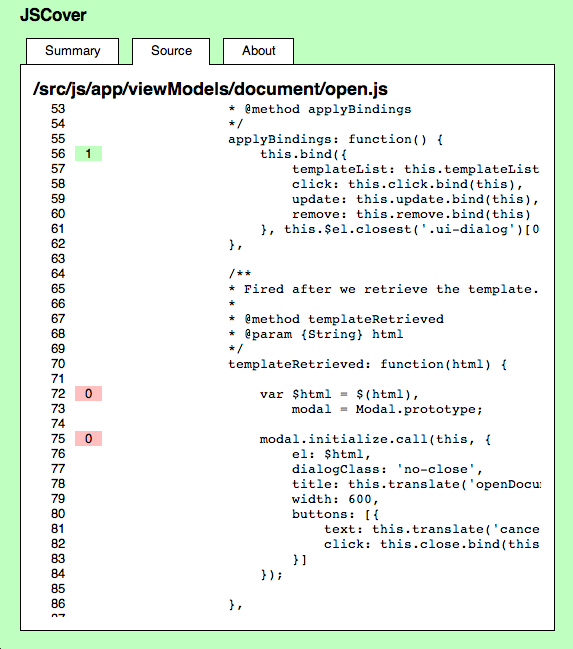 JSCover
Summary Source About
/src/js/app/viewModels/document/open.js
53 * @method applyBindings
54 */
55 applyBindings: function() {
56 1 this.bind({
57 templateList: this.templateList
58 click: this.click.bind(this),
59 update: this.update.bind(this),
60 remove: this.remove.bind(this)
61 }, this.$el.closest('.ui-dialog')[0
62 },
63
64 /**
65 * Fired after we retrieve the template.
66 *
67 * @method templateRetrieved
68 * @param {String} html
69 */
70 templateRetrieved: function(html) {
71
72 0 var $html = $(html),
73 modal = Modal.prototype;
74
75 0 modal.initialize.call(this, {
76 el: $html,
77 dialogClass: 'no-close',
78 title: this.translate('openDocu
79 width: 600,
80 buttons: [{
81 text: this.translate('cance
82 click: this.close.bind(this
83 }]
84 });
85
86 },